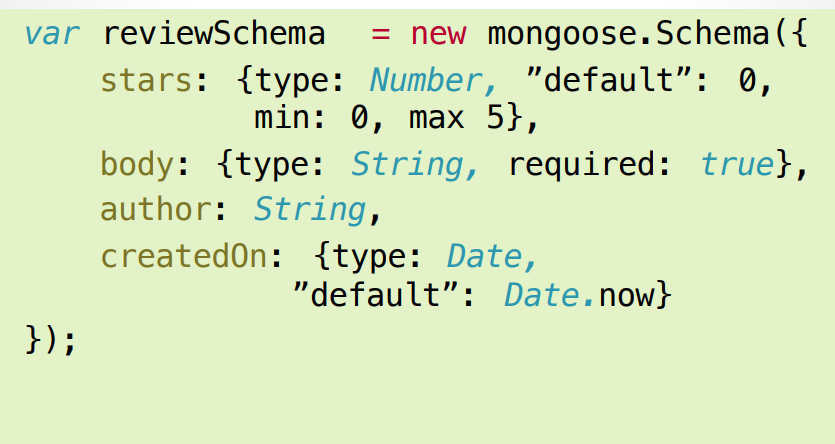 var reviewSchema  = new mongoose.Schema({
    stars: {type: Number, ”default”: 0,
            min: 0, max 5},
    body: {type: String, required: true},
    author: String,
    createdOn: {type: Date,
              ”default”: Date.now}
});